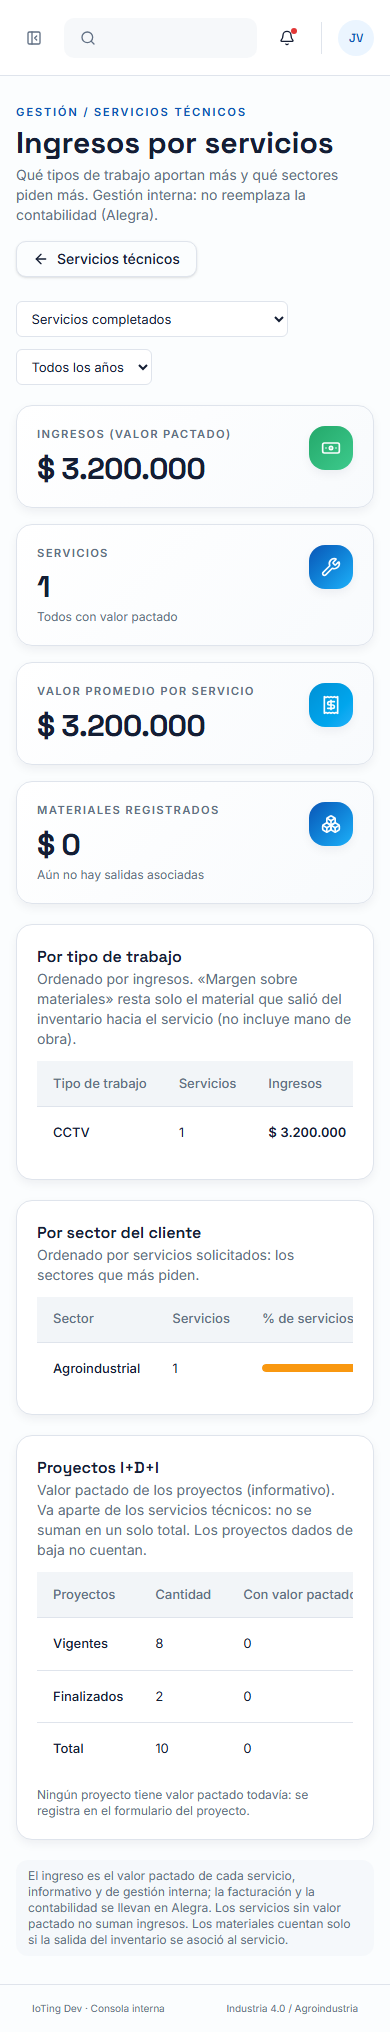 JV
GESTIÓN / SERVICIOS TÉCNICOS
Ingresos por servicios
Qué tipos de trabajo aportan más y qué sectores
piden más. Gestión interna: no reemplaza la
contabilidad (Alegra).
Servicios técnicos
Servicios completados
Todos los años
INGRESOS (VALOR PACTADO)
$ 3.200.000
SERVICIOS
1
Todos con valor pactado
VALOR PROMEDIO POR SERVICIO
$ 3.200.000
MATERIALES REGISTRADOS
$ 0
Aún no hay salidas asociadas
Por tipo de trabajo
Ordenado por ingresos. «Margen sobre
materiales» resta solo el material que salió del
inventario hacia el servicio (no incluye mano de
obra).
Tipo de trabajo Servicios Ingresos
CCTV 1 $ 3.200.000
Por sector del cliente
Ordenado por servicios solicitados: los
sectores que más piden.
Sector Servicios % de servicios
Agroindustrial 1
Proyectos I+D+I
Valor pactado de los proyectos (informativo).
Va aparte de los servicios técnicos: no se
suman en un solo total. Los proyectos dados de
baja no cuentan.
Proyectos Cantidad Con valor pactado
Vigentes 8 0
Finalizados 2 0
Total 10 0
Ningún proyecto tiene valor pactado todavía: se
registra en el formulario del proyecto.
El ingreso es el valor pactado de cada servicio,
informativo y de gestión interna; la facturación y la
contabilidad se llevan en Alegra. Los servicios sin valor
pactado no suman ingresos. Los materiales cuentan solo
si la salida del inventario se asoció al servicio.
IoTing Dev · Consola interna Industria 4.0 / Agroindustria